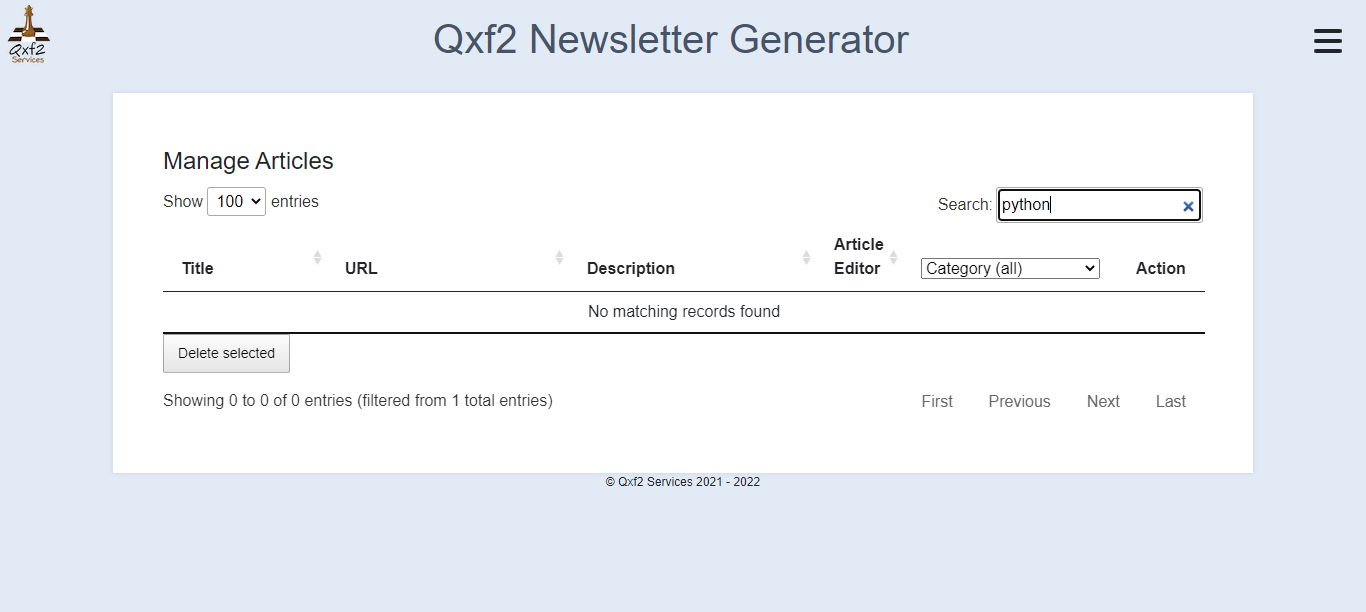 Qxf2
Services
Qxf2 Newsletter Generator
Manage Articles
Show 100 entries
Search: python
Title URL Description Article Editor Category (all) Action
No matching records found
Delete selected
Showing 0 to 0 of 0 entries (filtered from 1 total entries)
First Previous Next Last
© Qxf2 Services 2021 - 2022